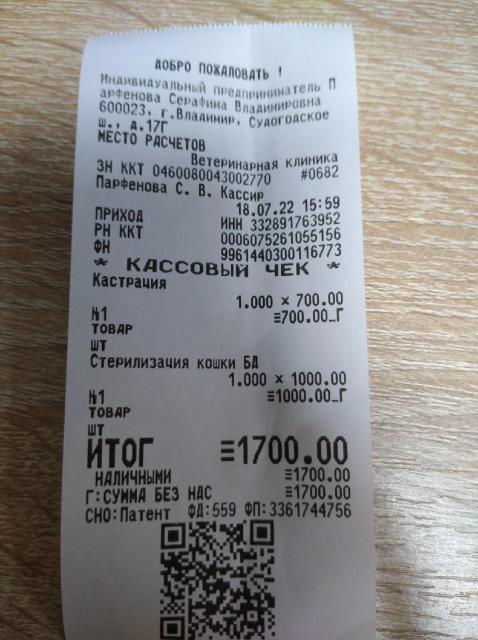 ДОБРО ПОЖАЛОВАТЬ !
Индивидуальный предприниматель П
арфенова Серафина Владимировна
600023, г.Владимир, Судогодское
ш., д.17Г
МЕСТО РАСЧЕТОВ
Ветеринарная клиника
ЗН ККТ 0460080043002770 #0682
Парфенова С. В. Кассир
18.07.22 15:59
ПРИХОД ИНН 332891763952
РН ККТ 0006075261055156
ФН 9961440300116773
* КАССОВЫЙ ЧЕК *
Кастрация
1.000 × 700.00
№1 ≡700.00_Г
ТОВАР
ШТ
Стерилизация кошки БД
1.000 × 1000.00
№1 ≡1000.00_Г
ТОВАР
ШТ
ИТОГ ≡1700.00
НАЛИЧНЫМИ ≡1700.00
Г:СУММА БЕЗ НДС ≡1700.00
СНО:Патент ФД:559 ФП:3361744756